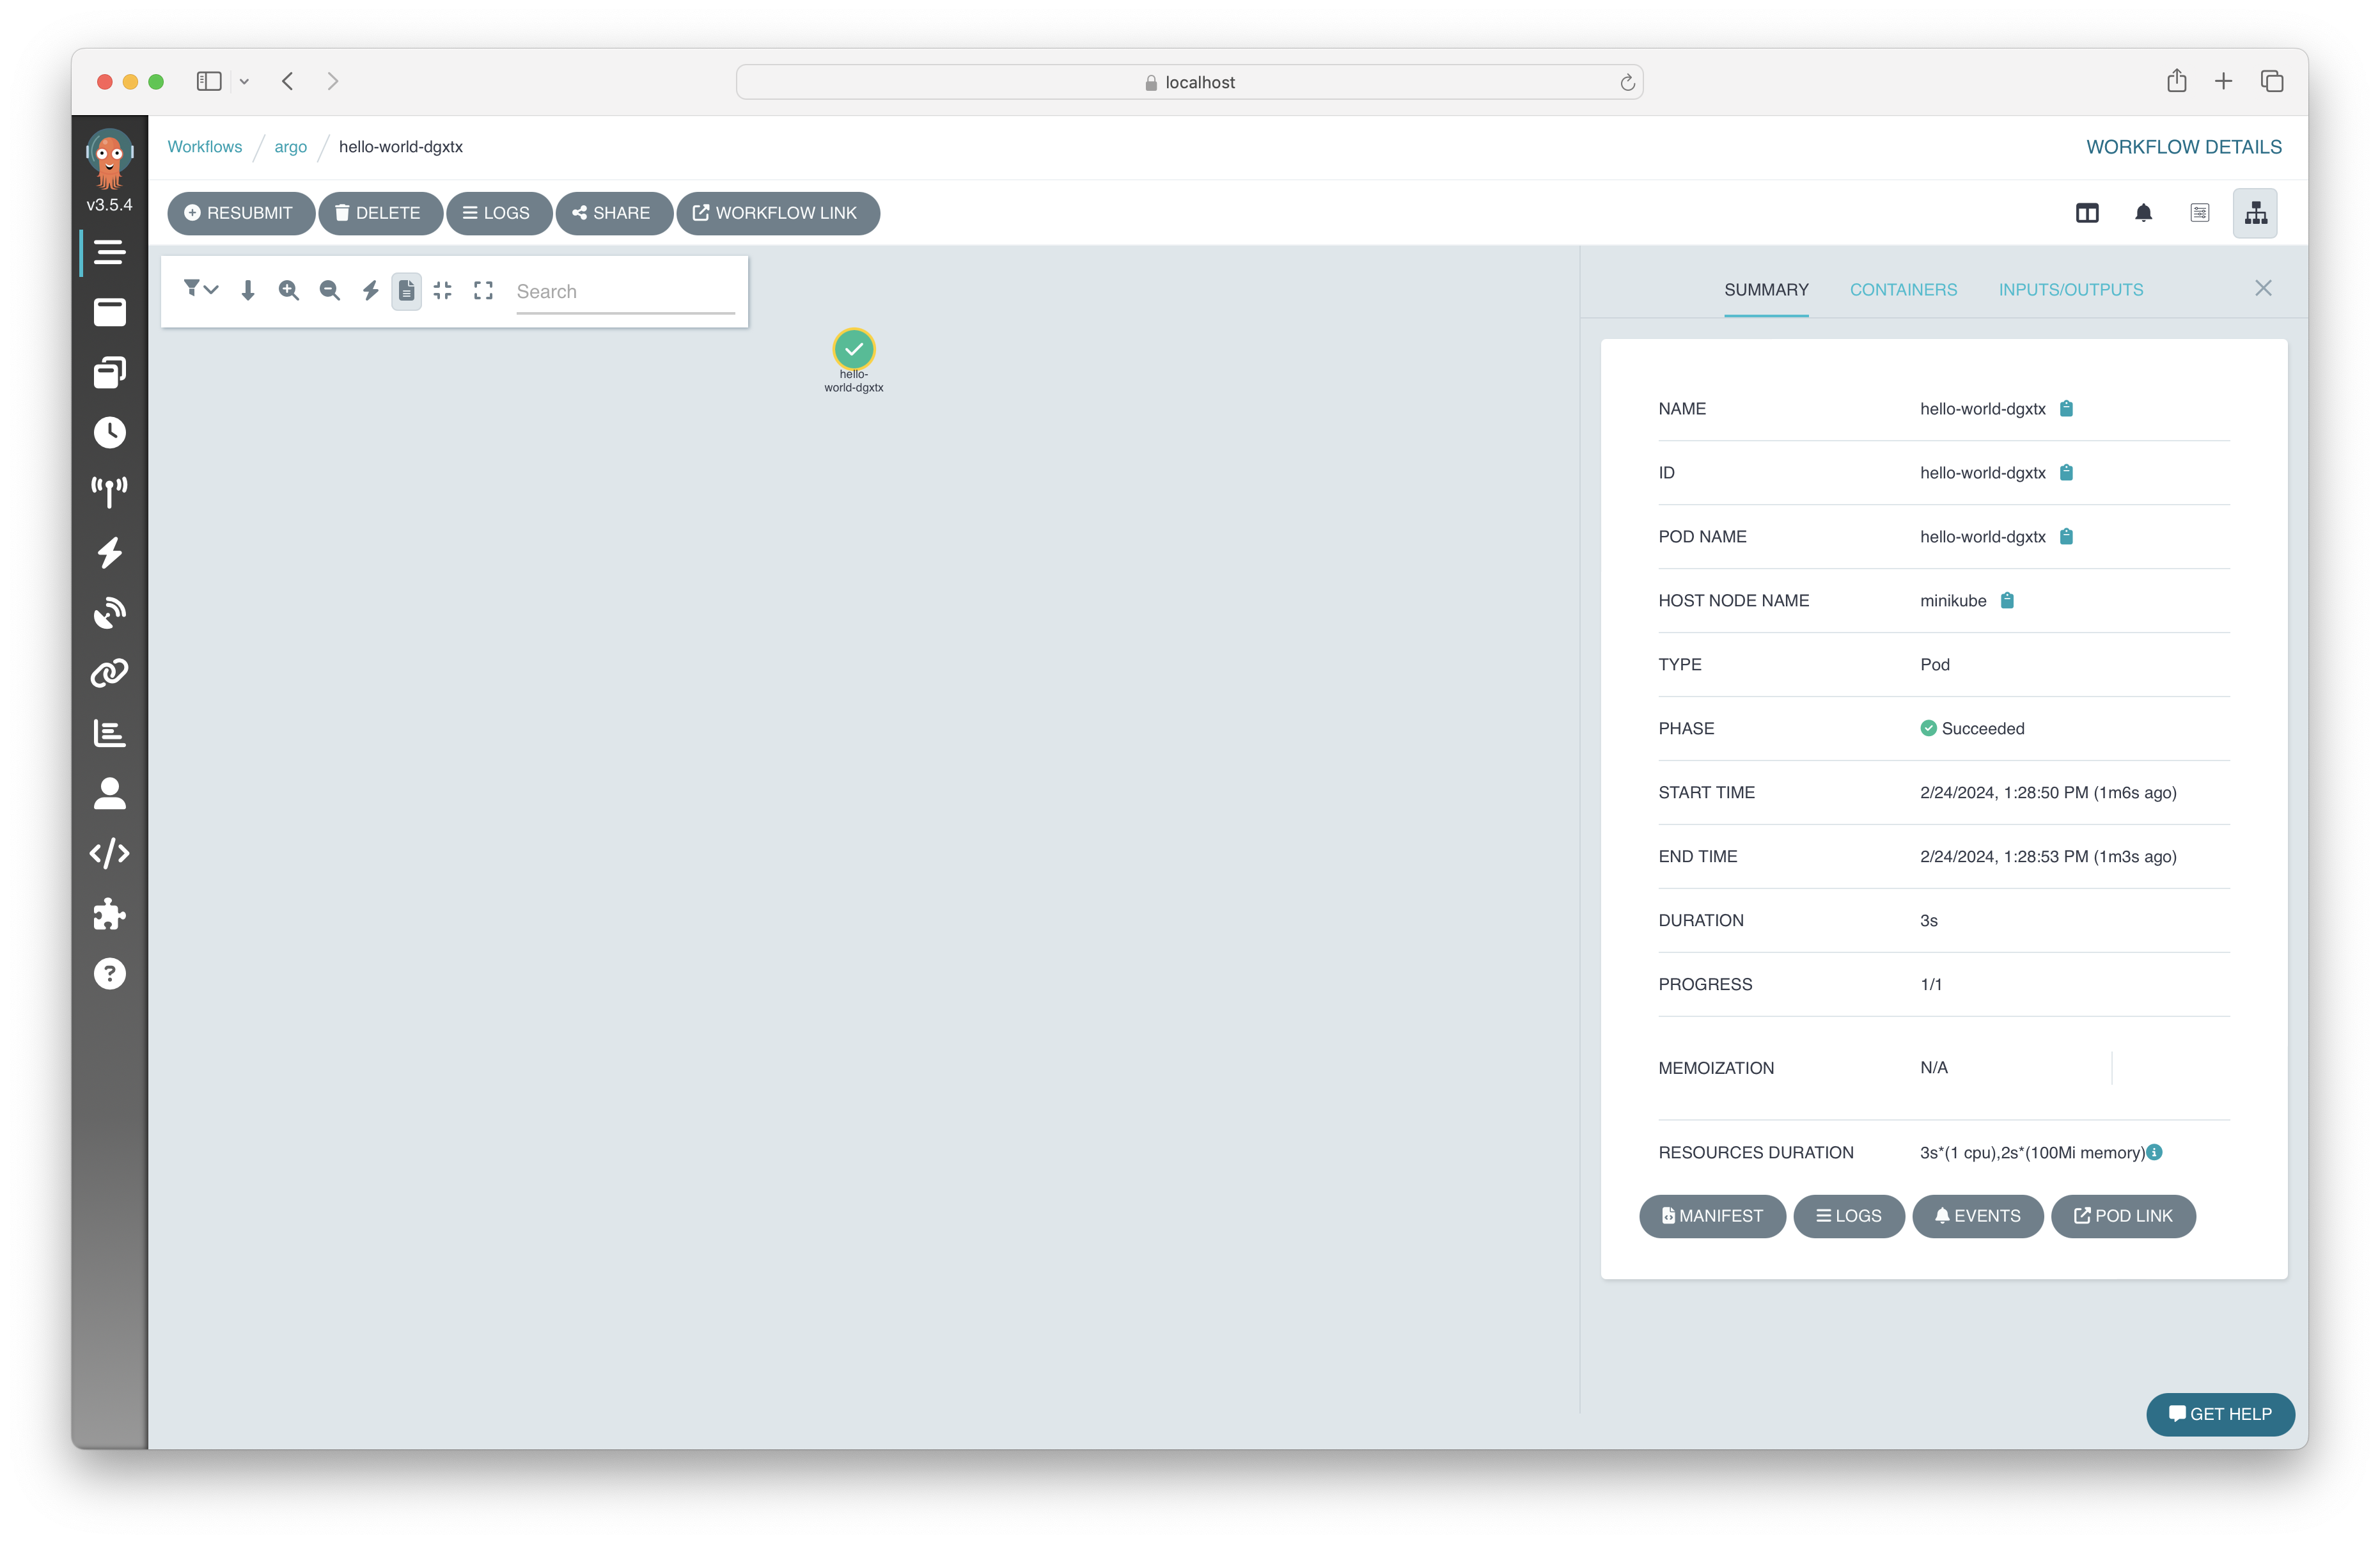 localhost
v3.5.4
Workflows / argo / hello-world-dgxtx
WORKFLOW DETAILS
RESUBMIT DELETE LOGS SHARE WORKFLOW LINK
Search
hello-
world-dgxtx
SUMMARY CONTAINERS INPUTS/OUTPUTS
NAME hello-world-dgxtx
ID hello-world-dgxtx
POD NAME hello-world-dgxtx
HOST NODE NAME minikube
TYPE Pod
PHASE Succeeded
START TIME 2/24/2024, 1:28:50 PM (1m6s ago)
END TIME 2/24/2024, 1:28:53 PM (1m3s ago)
DURATION 3s
PROGRESS 1/1
MEMOIZATION N/A
RESOURCES DURATION 3s*(1 cpu),2s*(100Mi memory)
MANIFEST LOGS EVENTS POD LINK
GET HELP